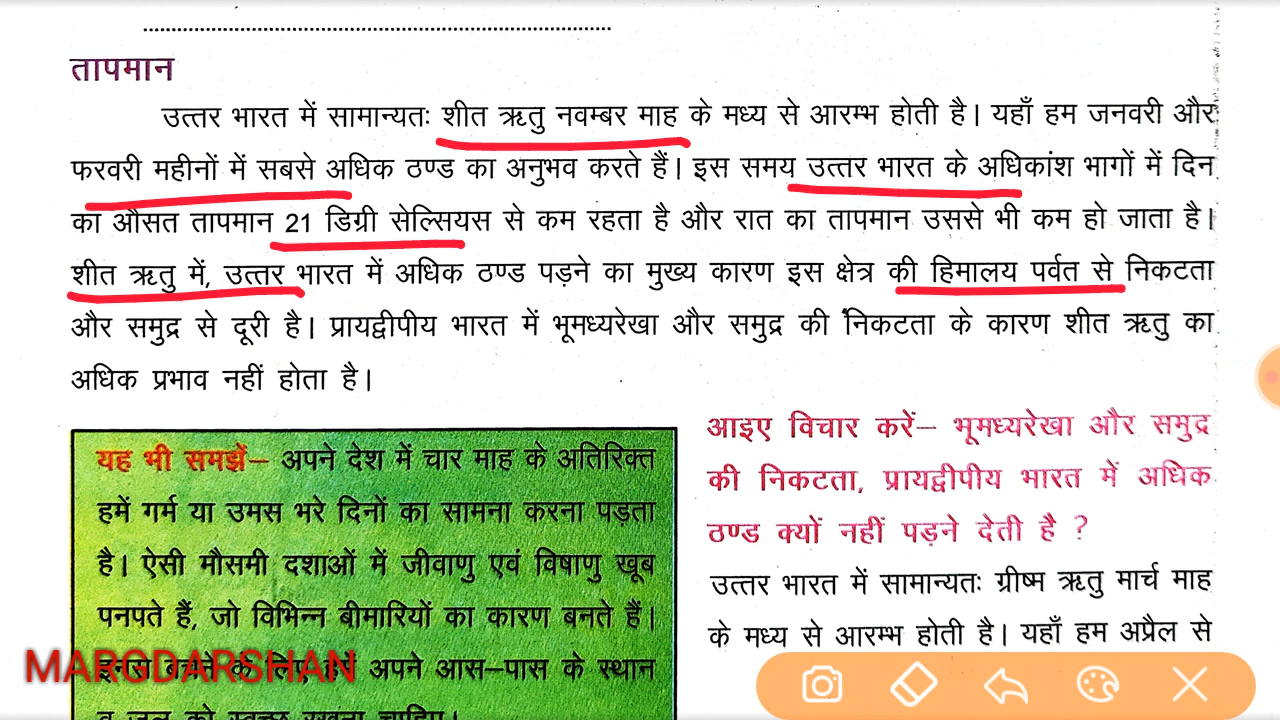 तापमान
उत्तर भारत में सामान्यतः शीत ऋतु नवम्बर माह के मध्य से आरम्भ होती है। यहाँ हम जनवरी और
फरवरी महीनों में सबसे अधिक ठण्ड का अनुभव करते हैं। इस समय उत्तर भारत के अधिकांश भागों में दिन
का औसत तापमान 21 डिग्री सेल्सियस से कम रहता है और रात का तापमान उससे भी कम हो जाता है।
शीत ऋतु में, उत्तर भारत में अधिक ठण्ड पड़ने का मुख्य कारण इस क्षेत्र की हिमालय पर्वत से निकटता
और समुद्र से दूरी है। प्रायद्वीपीय भारत में भूमध्यरेखा और समुद्र की निकटता के कारण शीत ऋतु का
अधिक प्रभाव नहीं होता है।
यह भी समझें– अपने देश में चार माह के अतिरिक्त
हमें गर्म या उमस भरे दिनों का सामना करना पड़ता
है। ऐसी मौसमी दशाओं में जीवाणु एवं विषाणु खूब
पनपते हैं, जो विभिन्न बीमारियों का कारण बनते हैं।
अपने आस–पास के स्थान
व जल को स्वच्छ रखना चाहिए।
आइए विचार करें– भूमध्यरेखा और समुद्र
की निकटता, प्रायद्वीपीय भारत में अधिक
ठण्ड क्यों नहीं पड़ने देती है ?
उत्तर भारत में सामान्यतः ग्रीष्म ऋतु मार्च माह
के मध्य से आरम्भ होती है। यहाँ हम अप्रैल से
MARGDARSHAN